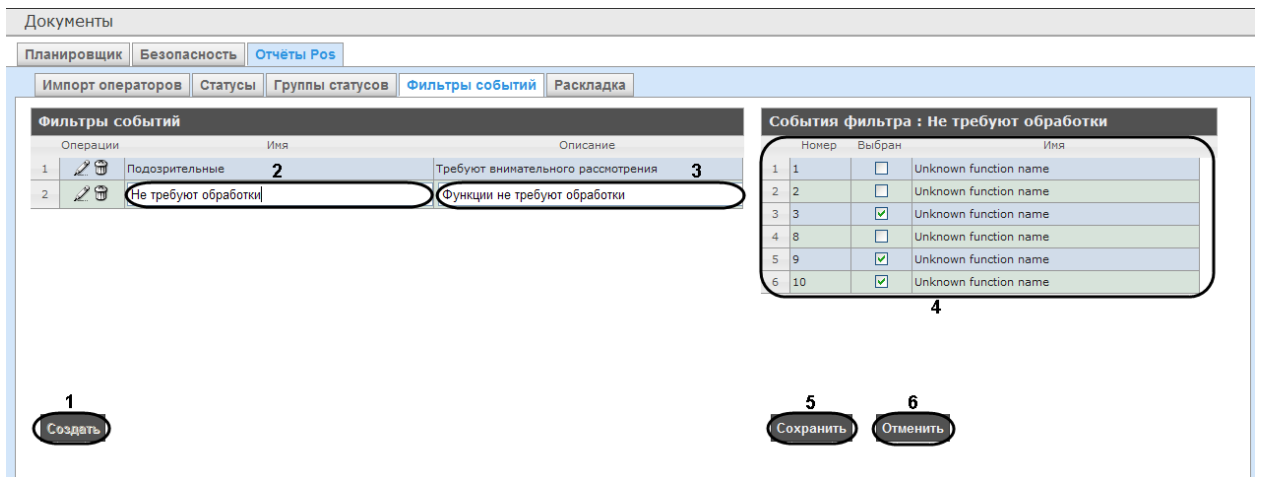 Документы
Планировщик Безопасность Отчёты Pos
Импорт операторов Статусы Группы статусов Фильтры событий Раскладка
Фильтры событий
Операции Имя Описание
1 Подозрительные 2 Требуют внимательного рассмотрения 3
2 Не требуют обработки Функции не требуют обработки
События фильтра : Не требуют обработки
Номер Выбран Имя
1 1 Unknown function name
2 2 Unknown function name
3 3 Unknown function name
4 8 Unknown function name
5 9 Unknown function name
6 10 Unknown function name
4
1
Создать
5 6
Сохранить Отменить